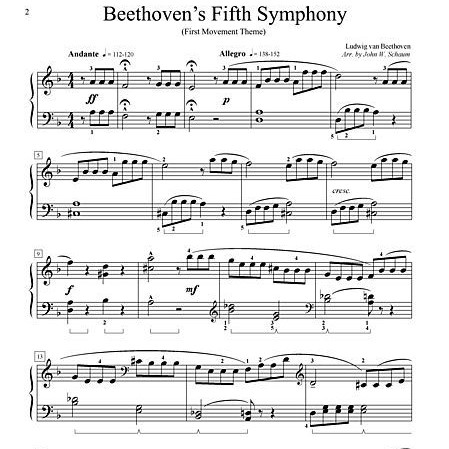 2
Beethoven's Fifth Symphony
(First Movement Theme)
Andante ♩ = 112-120
Allegro ♩ = 138-152
Ludwig van Beethoven
Arr. by John W. Schaum
ff
p
5
cresc.
9
f
mf
13